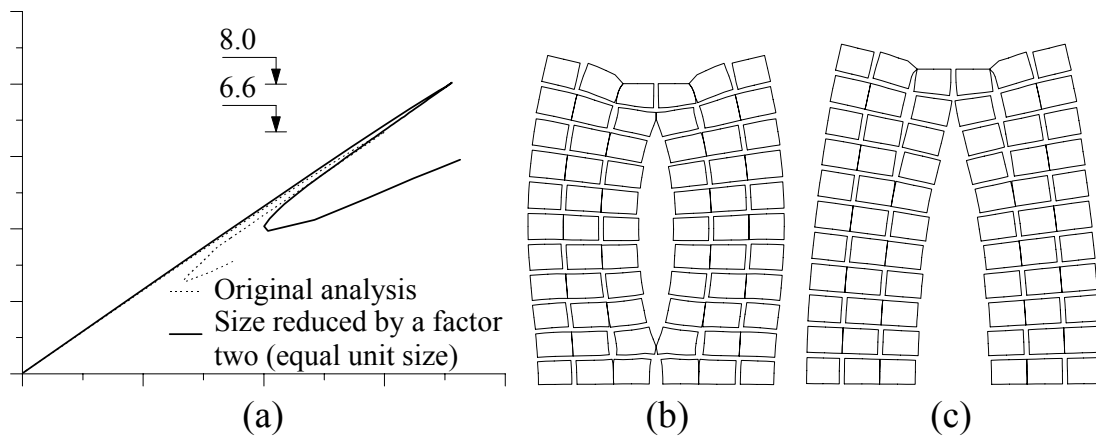 8.0
6.6
Original analysis
Size reduced by a factor
two (equal unit size)
(a)
(b)
(c)